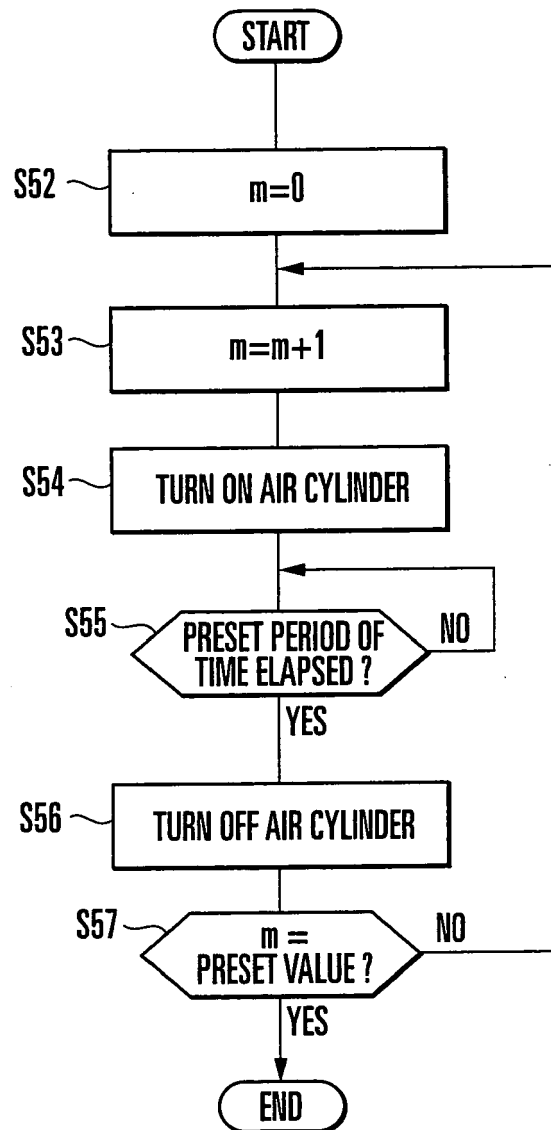 START
S52
m=0
S53
m=m+1
S54
TURN ON AIR CYLINDER
S55
PRESET PERIOD OF
TIME ELAPSED ?
NO
YES
S56
TURN OFF AIR CYLINDER
S57
m =
PRESET VALUE ?
NO
YES
END